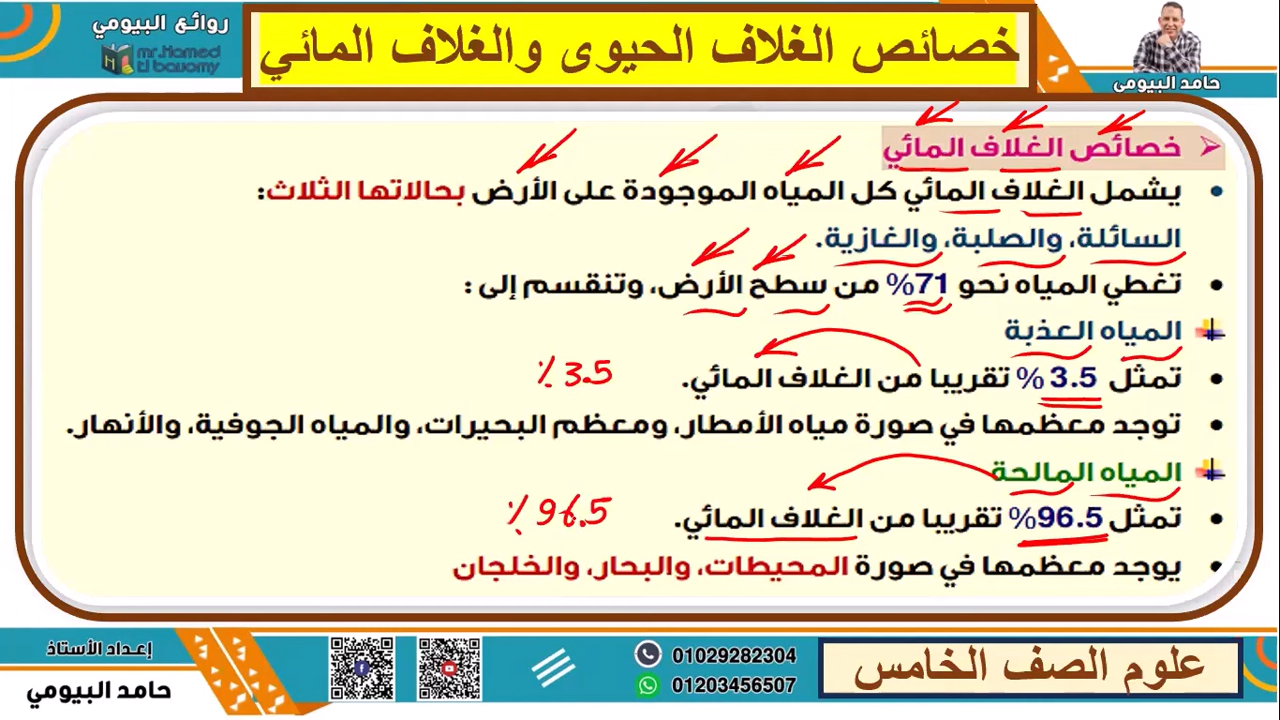 روائع البيومي
mr.Hamed
El bauomy
خصائص الغلاف الحيوى والغلاف المائي
حامد البيومى
خصائص الغلاف المائي
يشمل الغلاف المائي كل المياه الموجودة على الأرض بحالاتها الثلاث:
السائلة، والصلبة، والغازية.
تغطي المياه نحو 71% من سطح الأرض، وتنقسم إلى :
المياه العذبة
تمثل 3.5 % تقريبا من الغلاف المائي.
٪ 3.5
توجد معظمها في صورة مياه الأمطار، ومعظم البحيرات، والمياه الجوفية، والأنهار.
المياه المالحة
تمثل 96.5% تقريبا من الغلاف المائي.
٪ 96.5
يوجد معظمها في صورة المحيطات، والبحار، والخلجان
إعداد الأستاذ
حامد البيومي
01029282304
01203456507
علوم الصف الخامس